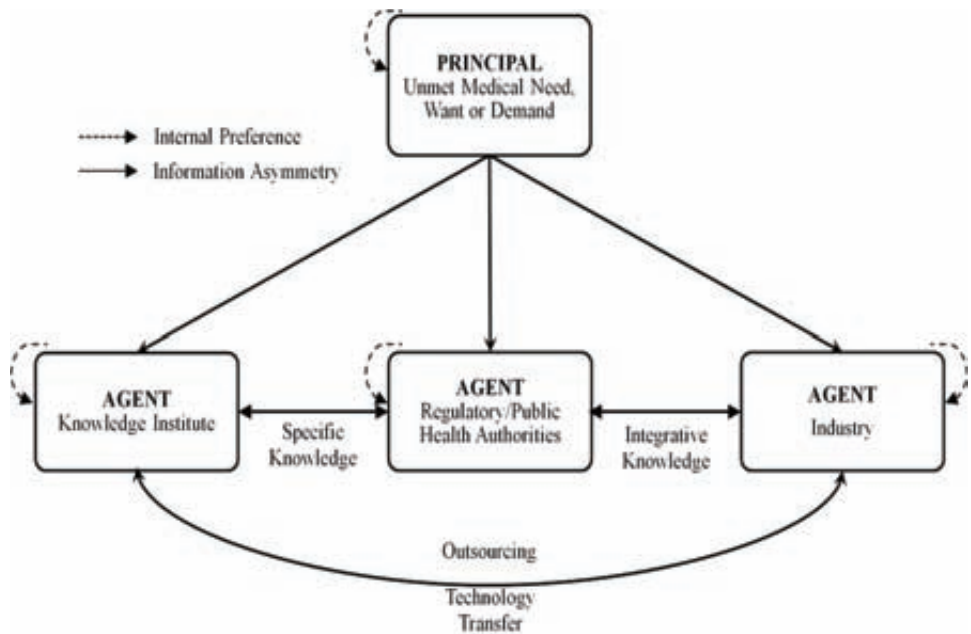 PRINCIPAL
Unmet Medical Need,
Want or Demand
Internal Preference
Information Asymmetry
AGENT
Knowledge Institute
Specific
Knowledge
AGENT
Regulatory/Public
Health Authorities
Integrative
Knowledge
AGENT
Industry
Outsourcing
Technology
Transfer